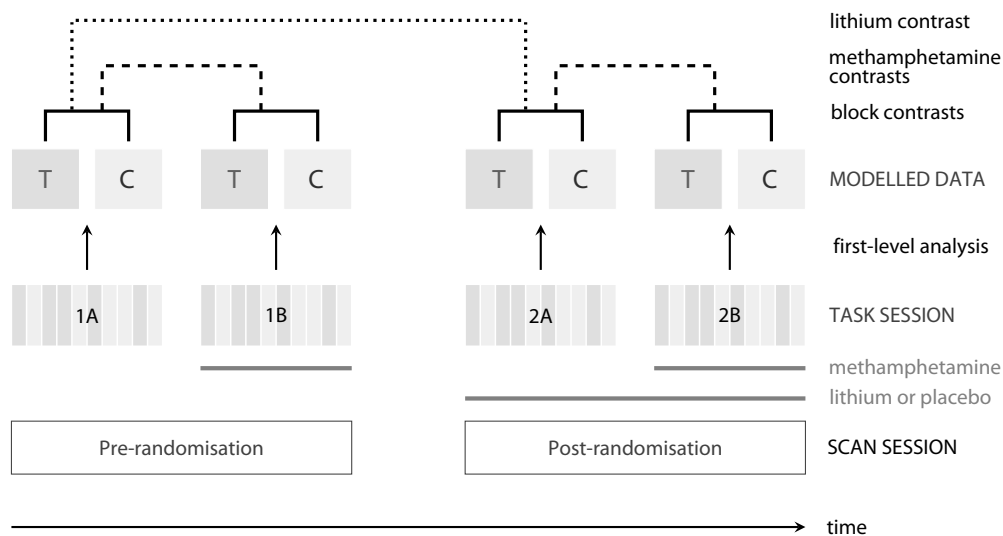 lithium contrast
methamphetamine
contrasts
block contrasts
T C T C T C T C MODELLED DATA
first-level analysis
1A 1B 2A 2B TASK SESSION
methamphetamine
lithium or placebo
Pre-randomisation Post-randomisation SCAN SESSION
time